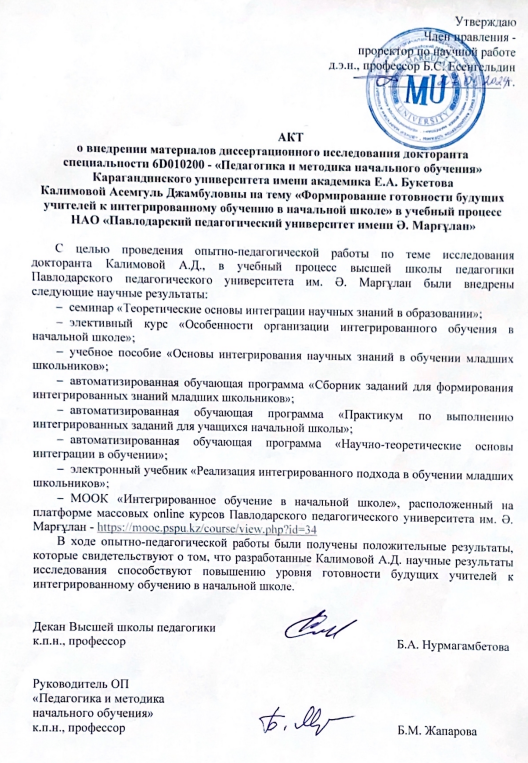 Утверждаю
Член правления -
проректор по научной работе
д.э.н., профессор Б.С. Есенгельдин
MU
UNIVERSITY
АКТ
о внедрении материалов диссертационного исследования докторанта
специальности 6D010200 - «Педагогика и методика начального обучения»
Карагандинского университета имени академика Е.А. Букетова
Калимовой Асемгуль Джамбуловны на тему «Формирование готовности будущих
учителей к интегрированному обучению в начальной школе» в учебный процесс
НАО «Павлодарский педагогический университет имени Ә. Марғұлан»
С целью проведения опытно-педагогической работы по теме исследования
докторанта Калимовой А.Д., в учебный процесс высшей школы педагогики
Павлодарского педагогического университета им. Ә. Марғұлан были внедрены
следующие научные результаты:
– семинар «Теоретические основы интеграции научных знаний в образовании»;
– элективный курс «Особенности организации интегрированного обучения в
начальной школе»;
– учебное пособие «Основы интегрирования научных знаний в обучении младших
школьников»;
– автоматизированная обучающая программа «Сборник заданий для формирования
интегрированных знаний младших школьников»;
– автоматизированная обучающая программа «Практикум по выполнению
интегрированных заданий для учащихся начальной школы»;
– автоматизированная обучающая программа «Научно-теоретические основы
интеграции в обучении»;
– электронный учебник «Реализация интегрированного подхода в обучении младших
школьников»;
– МООК «Интегрированное обучение в начальной школе», расположенный на
платформе массовых online курсов Павлодарского педагогического университета им. Ә.
Марғұлан - https://mooc.pspu.kz/course/view.php?id=34
В ходе опытно-педагогической работы были получены положительные результаты,
которые свидетельствуют о том, что разработанные Калимовой А.Д. научные результаты
исследования способствуют повышению уровня готовности будущих учителей к
интегрированному обучению в начальной школе.
Декан Высшей школы педагогики
к.п.н., профессор
Б.А. Нурмагамбетова
Руководитель ОП
«Педагогика и методика
начального обучения»
к.п.н., профессор
Б.М. Жапарова